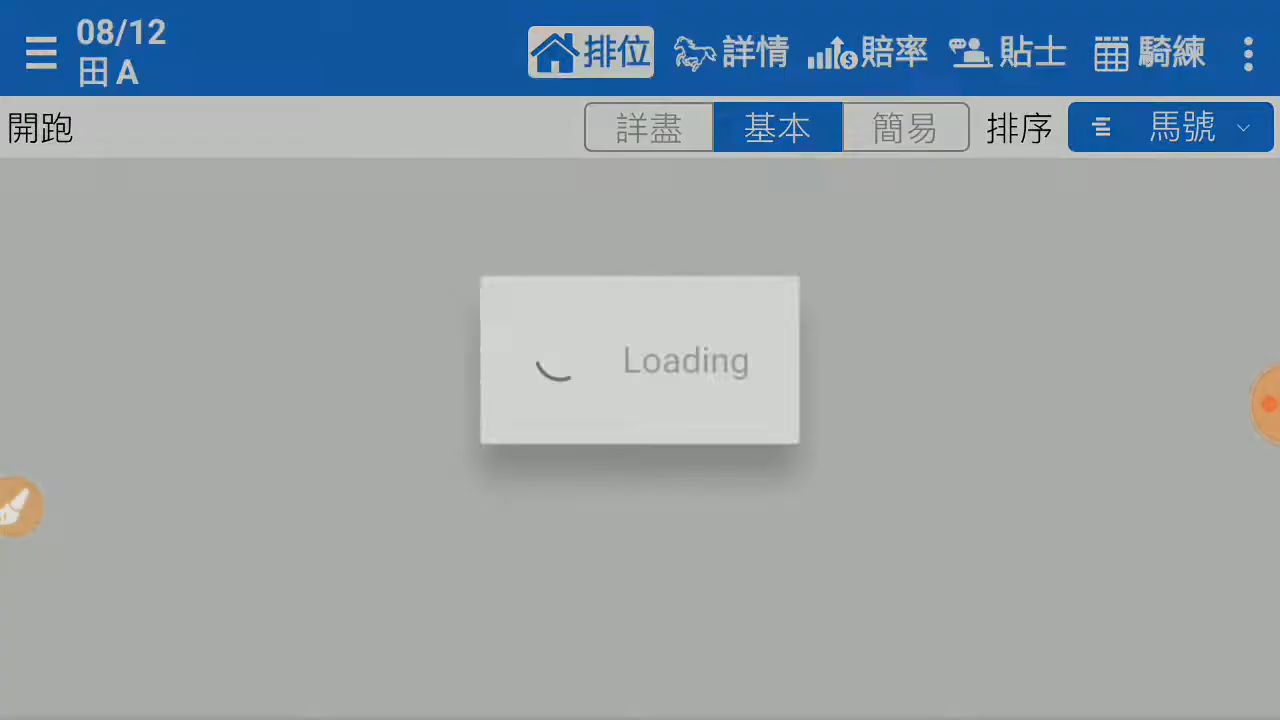 08/12
田 A
排位 詳情 賠率 貼士 騎練
開跑 詳盡 基本 簡易 排序 馬號
Loading